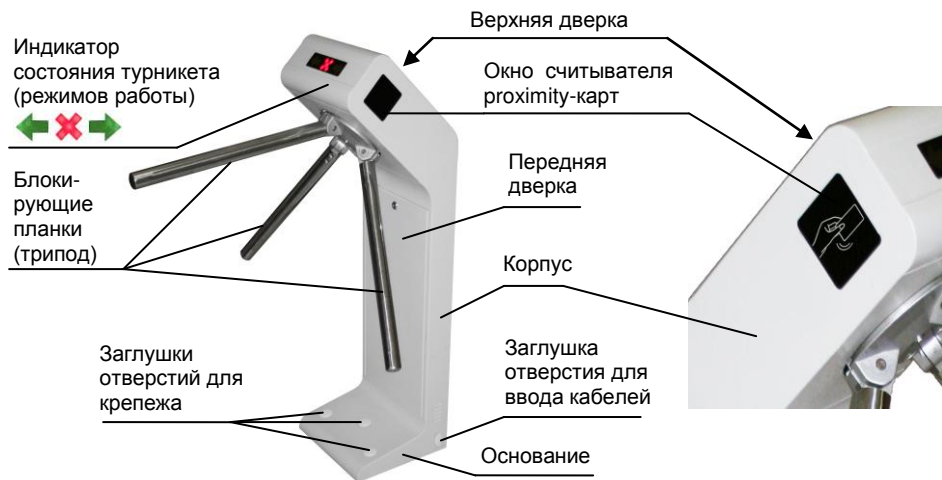 Индикатор
состояния турникета
(режимов работы)
Блоки-
рующие
планки
(трипод)
Заглушки
отверстий для
крепежа
Верхняя дверка
Окно считывателя
proximity-карт
Передняя
дверка
Корпус
Заглушка
отверстия для
ввода кабелей
Основание